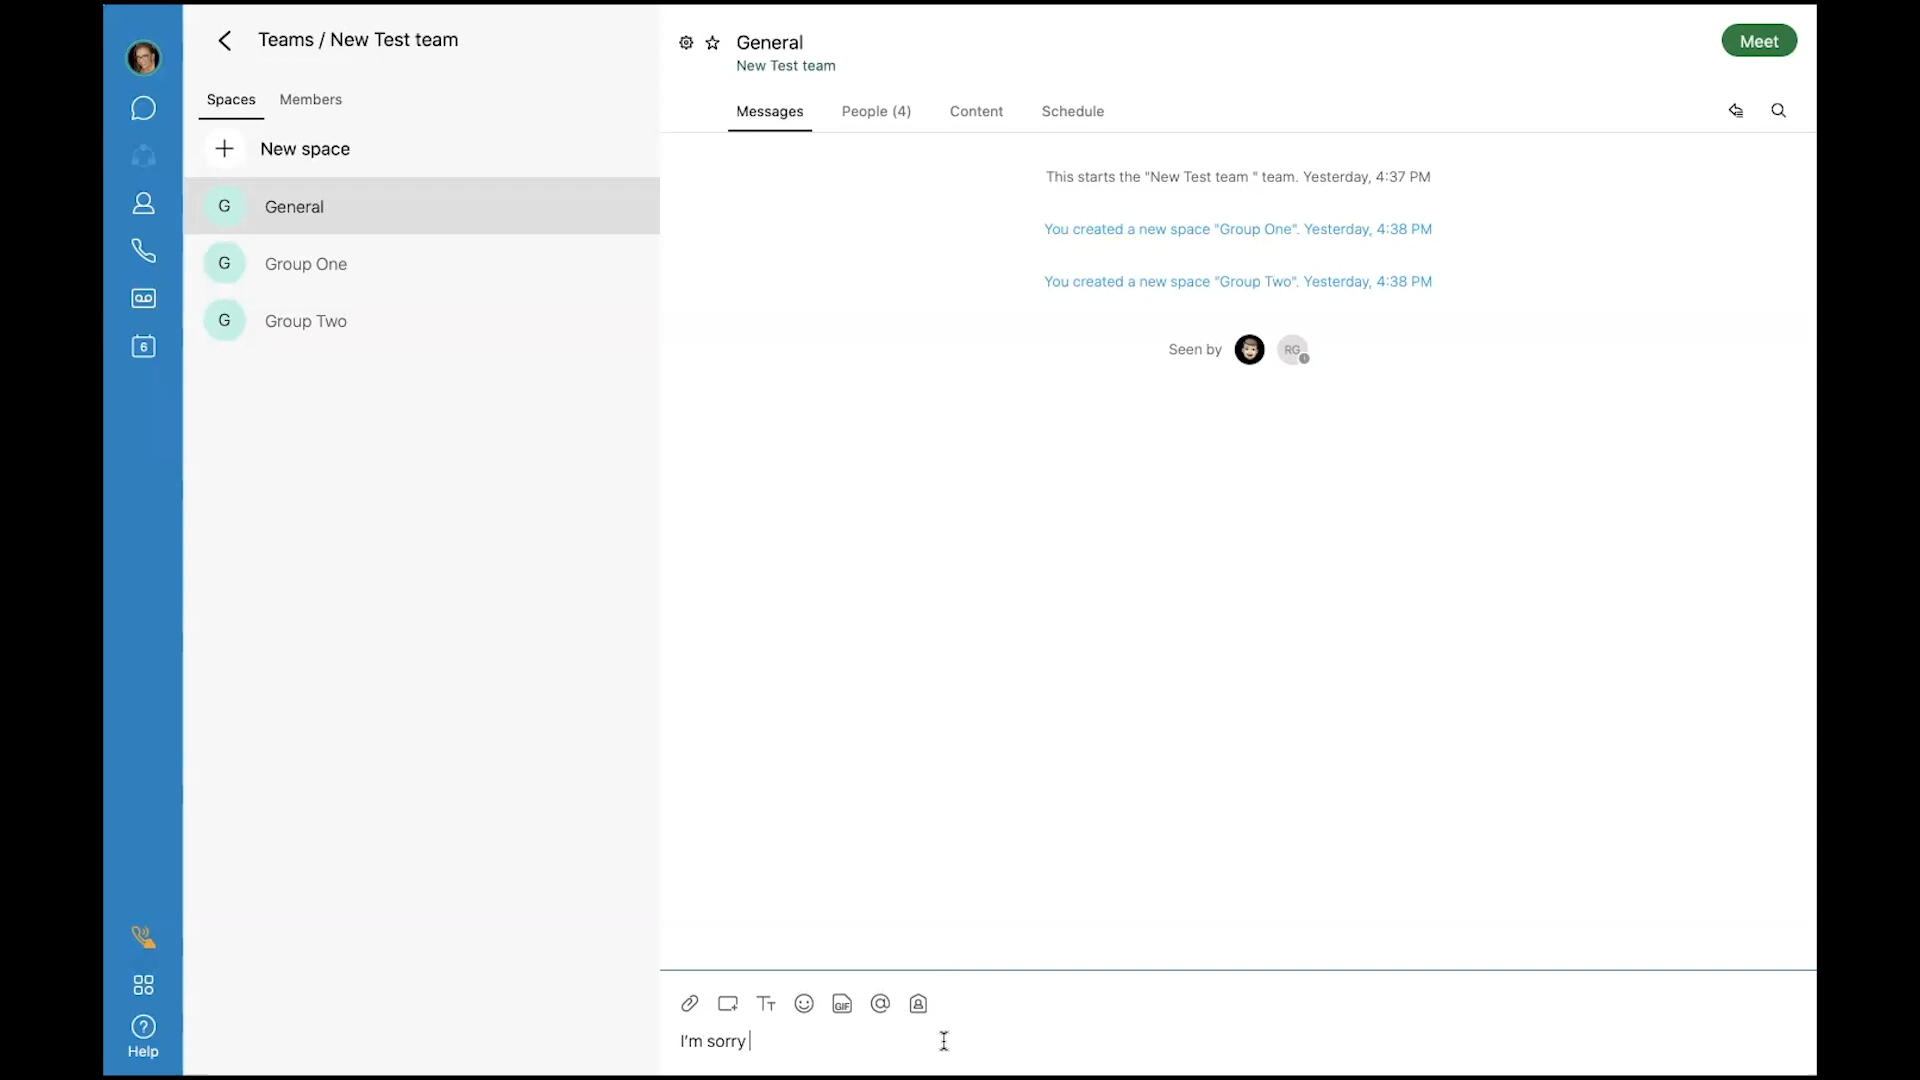 Teams / New Test team
Spaces
Members
New space
G
General
G
Group One
G
Group Two
6
Help
General
New Test team
Meet
Messages
People (4)
Content
Schedule
This starts the "New Test team " team. Yesterday, 4:37 PM
You created a new space "Group One". Yesterday, 4:38 PM
You created a new space "Group Two". Yesterday, 4:38 PM
Seen by
RG
GIF
I'm sorry